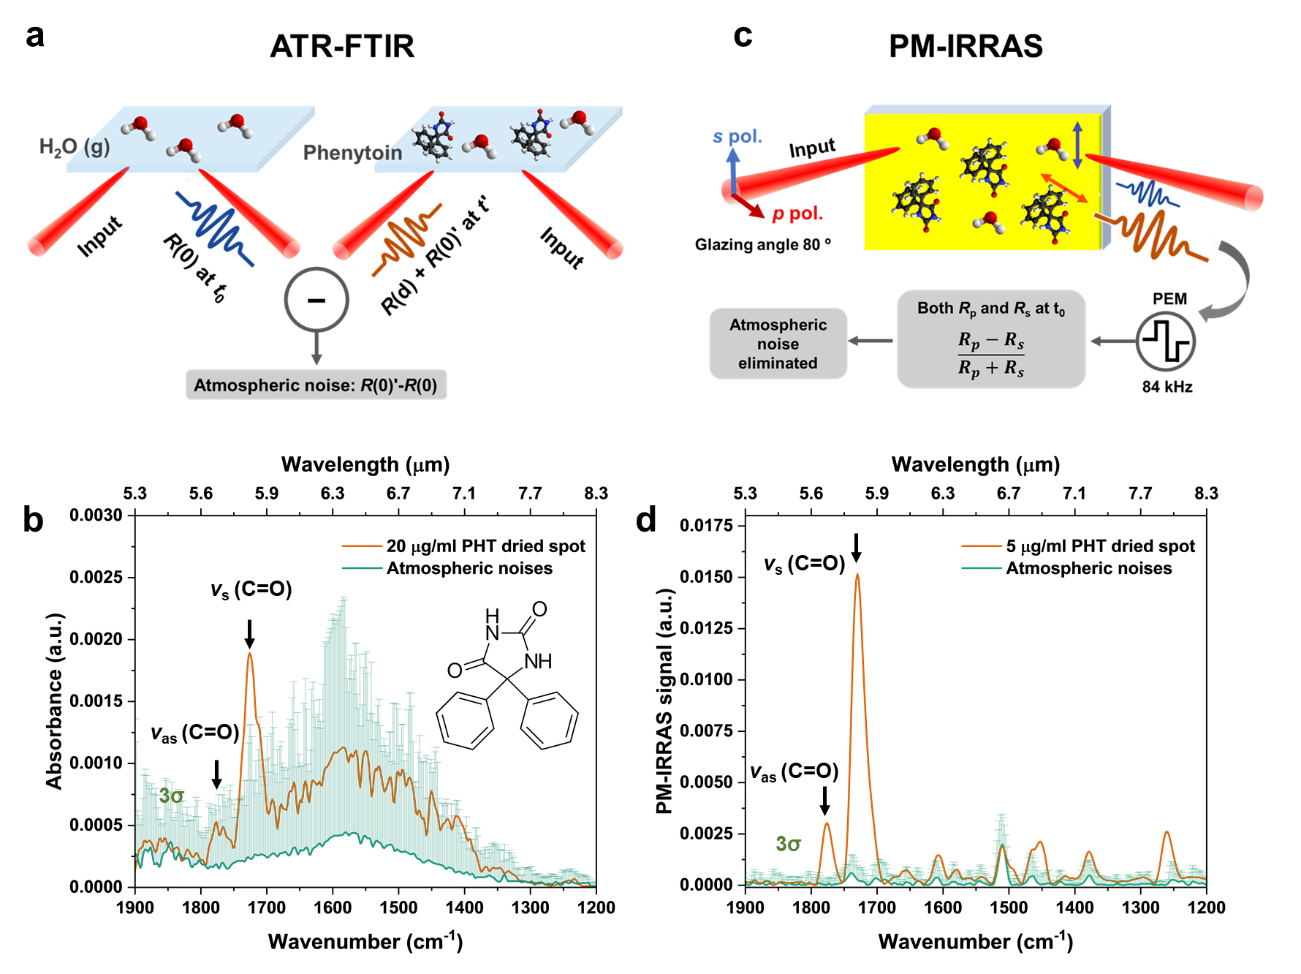 a
ATR-FTIR
H2O (g)
Phenytoin
Input
R(0) at t0
R(d) + R(0)' at t'
Input
−
Atmospheric noise: R(0)'-R(0)
c
PM-IRRAS
s pol.
Input
p pol.
Glazing angle 80 º
PEM
84 kHz
Both Rp and Rs at t0
Rp − Rs
Rp + Rs
Atmospheric
noise
eliminated
b
Wavelength (μm)
5.3 5.6 5.9 6.3 6.7 7.1 7.7 8.3
0.0030
0.0025
0.0020
0.0015
0.0010
0.0005
0.0000
Absorbance (a.u.)
20 μg/ml PHT dried spot
Atmospheric noises
νs (C=O)
νas (C=O)
3σ
H
N
O
O
NH
1900 1800 1700 1600 1500 1400 1300 1200
Wavenumber (cm-1)
d
Wavelength (μm)
5.3 5.6 5.9 6.3 6.7 7.1 7.7 8.3
0.0175
0.0150
0.0125
0.0100
0.0075
0.0050
0.0025
0.0000
PM-IRRAS signal (a.u.)
5 μg/ml PHT dried spot
Atmospheric noises
νs (C=O)
νas (C=O)
3σ
1900 1800 1700 1600 1500 1400 1300 1200
Wavenumber (cm-1)